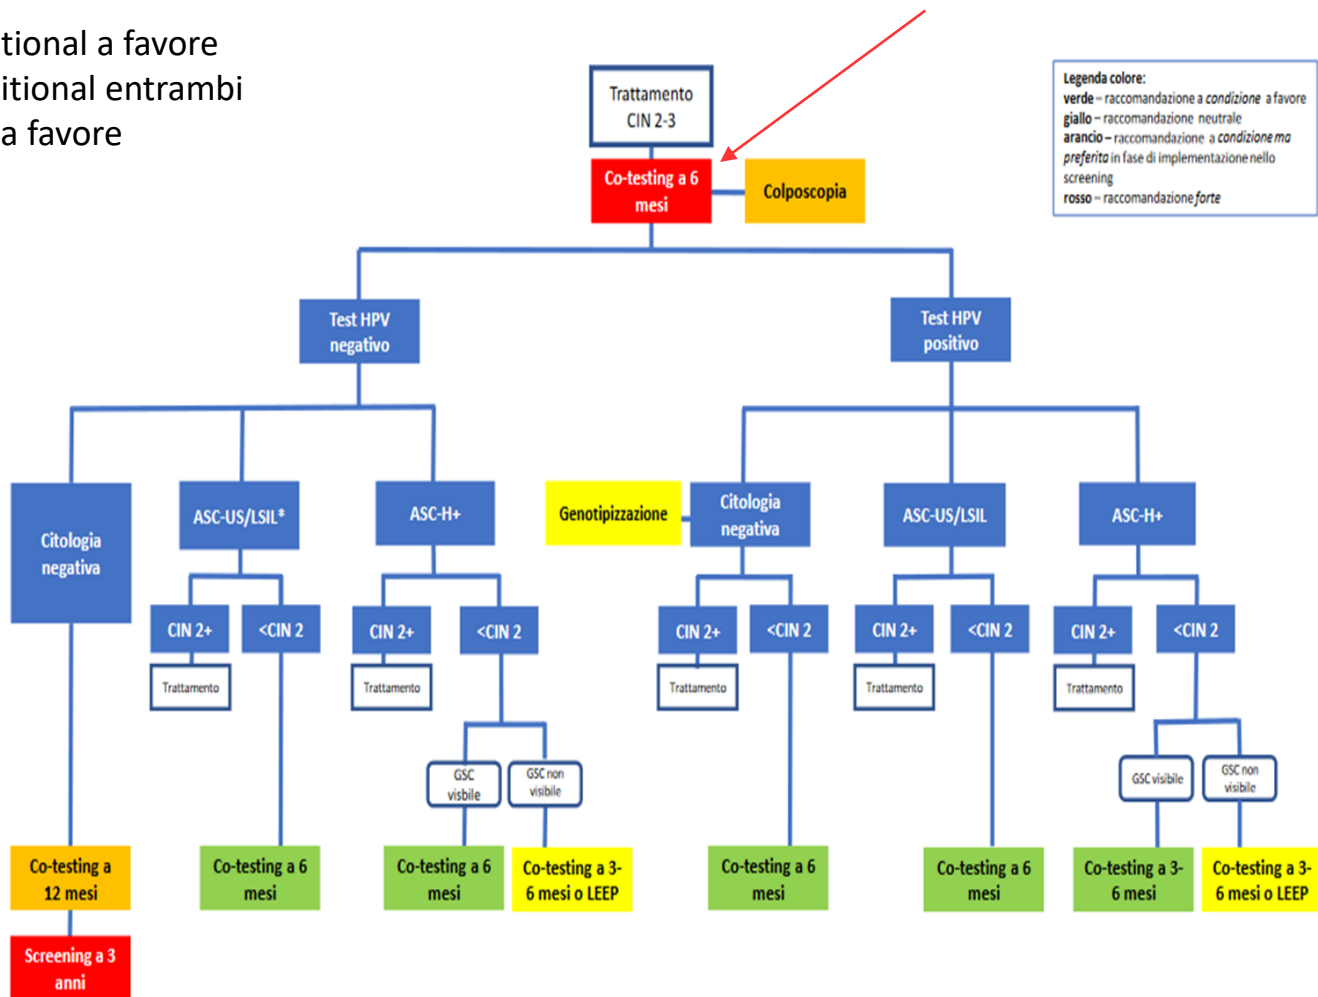 tional a favore
itional entrambi
a favore
Trattamento
CIN 2-3
Legenda colore:
verde – raccomandazione a condizione a favore
giallo – raccomandazione neutrale
arancio – raccomandazione a condizione ma
preferita in fase di implementazione nello
screening
rosso – raccomandazione forte
Co-testing a 6
mesi
Colposcopia
Test HPV
negativo
Test HPV
positivo
Citologia
negativa
ASC-US/LSIL*
ASC-H+
Genotipizzazione
Citologia
negativa
ASC-US/LSIL
ASC-H+
CIN 2+
<CIN 2
CIN 2+
<CIN 2
CIN 2+
<CIN 2
CIN 2+
<CIN 2
CIN 2+
<CIN 2
Trattamento
Trattamento
Trattamento
Trattamento
Trattamento
GSC
visbile
GSC non
visibile
GSC visibile
GSC non
visibile
Co-testing a
12 mesi
Co-testing a 6
mesi
Co-testing a 6
mesi
Co-testing a 3-
6 mesi o LEEP
Co-testing a 6
mesi
Co-testing a 6
mesi
Co-testing a 3-
6 mesi
Co-testing a 3-
6 mesi o LEEP
Screening a 3
anni